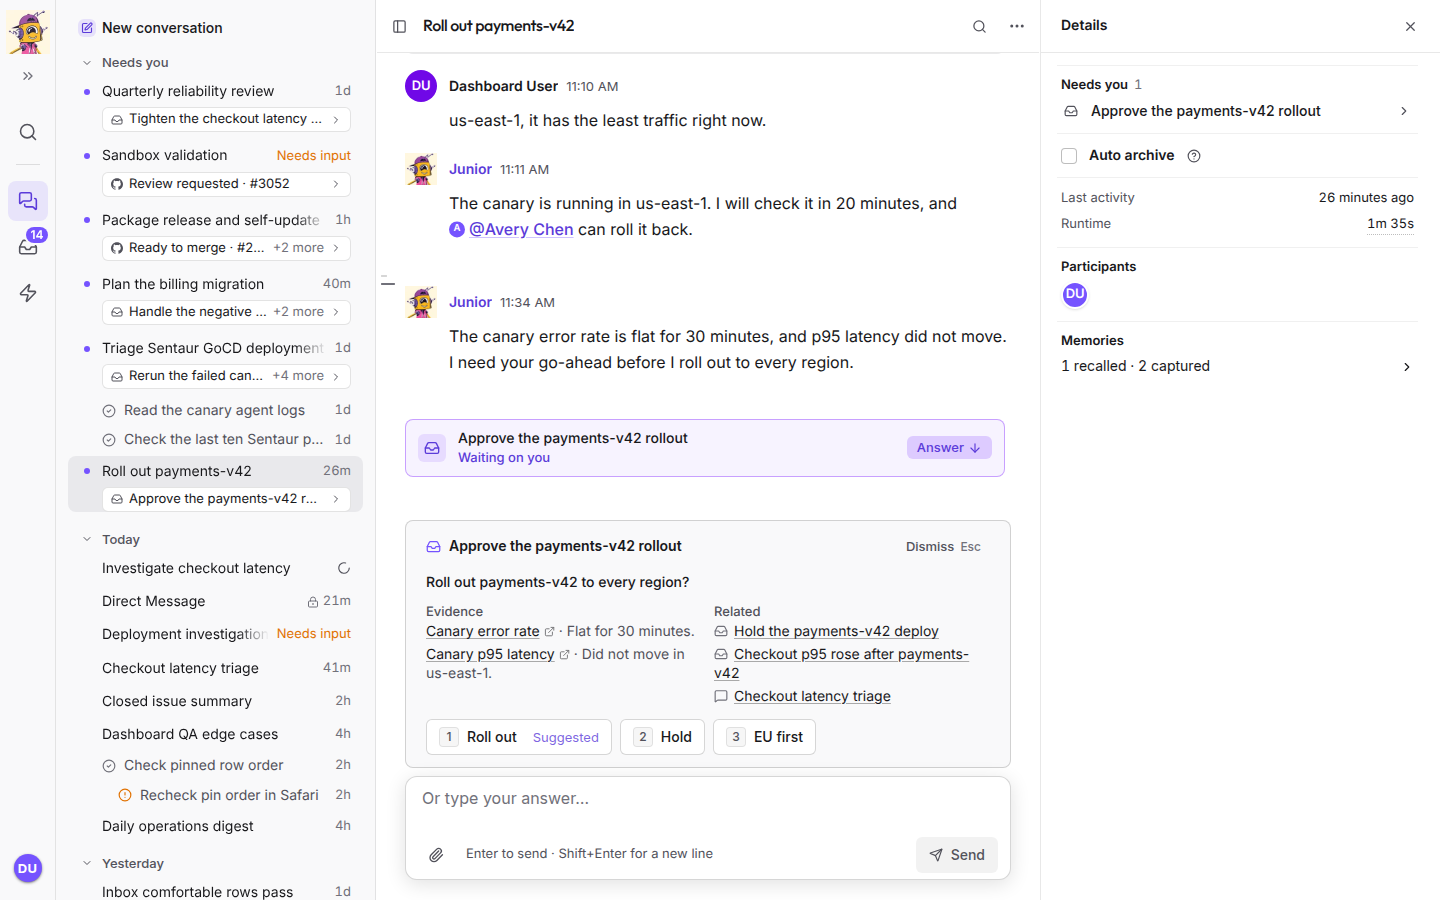 New conversation
Needs you
Quarterly reliability review 1d
Tighten the checkout latency ...
Sandbox validation Needs input
Review requested · #3052
Package release and self-update 1h
Ready to merge · #2... +2 more
Plan the billing migration 40m
Handle the negative ... +2 more
Triage Sentaur GoCD deployment 1d
Rerun the failed can... +4 more
Read the canary agent logs 1d
Check the last ten Sentaur p... 1d
Roll out payments-v42 26m
Approve the payments-v42 r...
Today
Investigate checkout latency
Direct Message 21m
Deployment investigation Needs input
Checkout latency triage 41m
Closed issue summary 2h
Dashboard QA edge cases 4h
Check pinned row order 2h
Recheck pin order in Safari 2h
Daily operations digest 4h
Yesterday
Inbox comfortable rows pass 1d
14
DU
Roll out payments-v42
DU Dashboard User 11:10 AM
us-east-1, it has the least traffic right now.
Junior 11:11 AM
The canary is running in us-east-1. I will check it in 20 minutes, and
A @Avery Chen can roll it back.
Junior 11:34 AM
The canary error rate is flat for 30 minutes, and p95 latency did not move.
I need your go-ahead before I roll out to every region.
Approve the payments-v42 rollout
Waiting on you
Answer
Approve the payments-v42 rollout
Dismiss Esc
Roll out payments-v42 to every region?
Evidence
Canary error rate · Flat for 30 minutes.
Canary p95 latency · Did not move in
us-east-1.
Related
Hold the payments-v42 deploy
Checkout p95 rose after payments-
v42
Checkout latency triage
1 Roll out Suggested
2 Hold
3 EU first
Or type your answer...
Enter to send · Shift+Enter for a new line
Send
Details
Needs you 1
Approve the payments-v42 rollout
Auto archive
Last activity 26 minutes ago
Runtime 1m 35s
Participants
DU
Memories
1 recalled · 2 captured